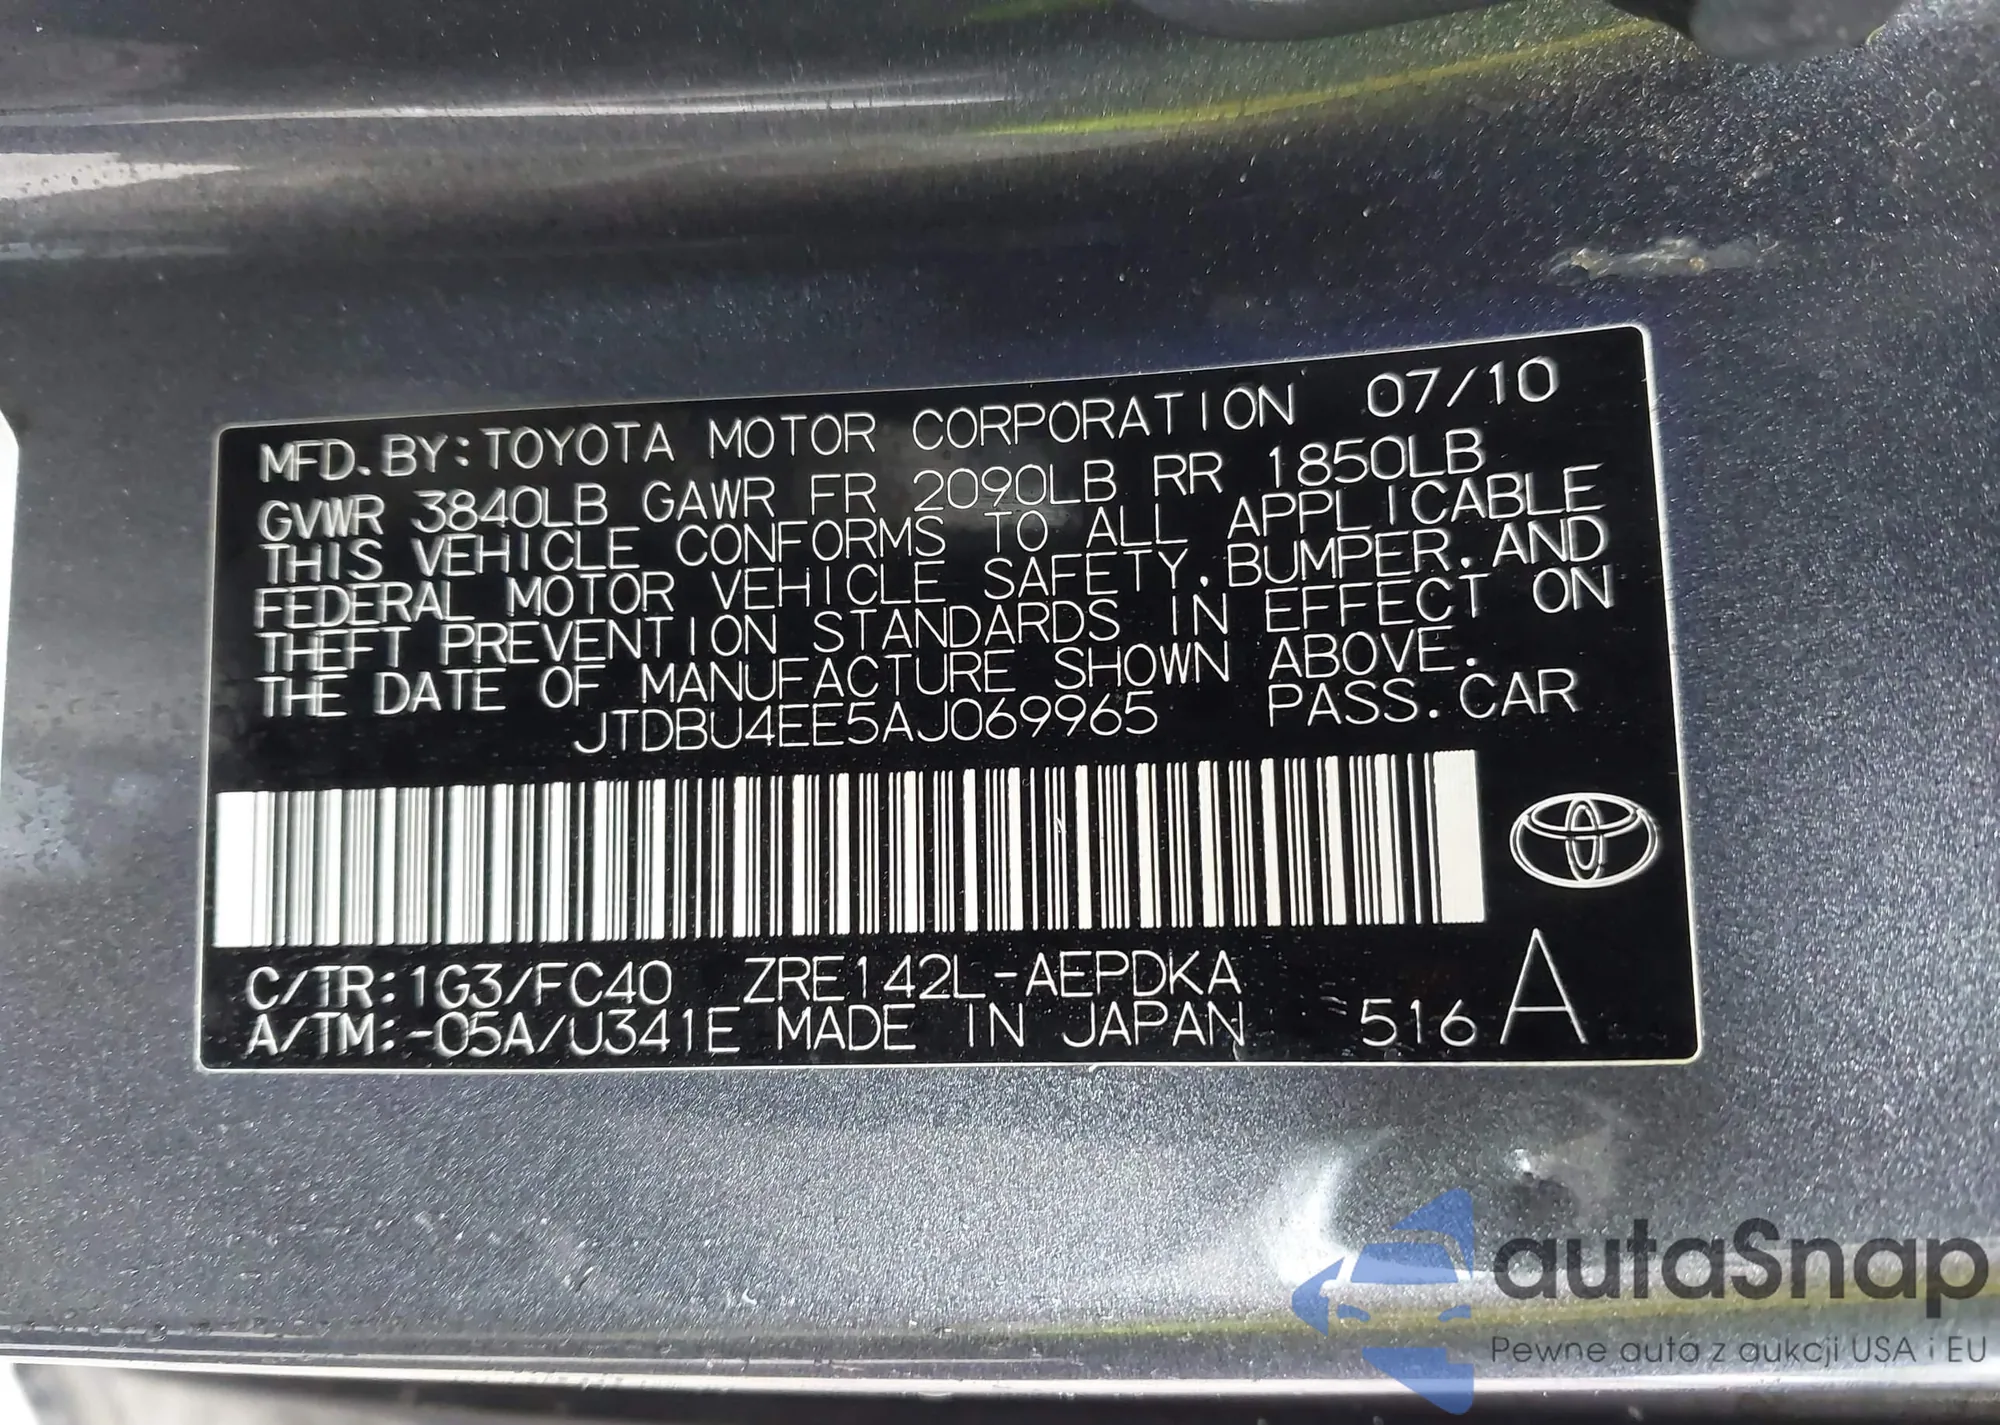 MFD. BY: TOYOTA MOTOR CORPORATION 07/10
GVWR 3840LB GAWR FR 2090LB RR 1850LB
THIS VEHICLE CONFORMS TO ALL APPLICABLE
FEDERAL MOTOR VEHICLE SAFETY, BUMPER, AND
THEFT PREVENTION STANDARDS IN EFFECT ON
THE DATE OF MANUFACTURE SHOWN ABOVE.
JTDBU4EE5AJ069965 PASS. CAR
C/TR: 1G3/FC40 ZRE142L-AEPDKA
A/TM: -05A/U341E MADE IN JAPAN 516 A
autaSnap
Pewne auta z aukcji USA i EU